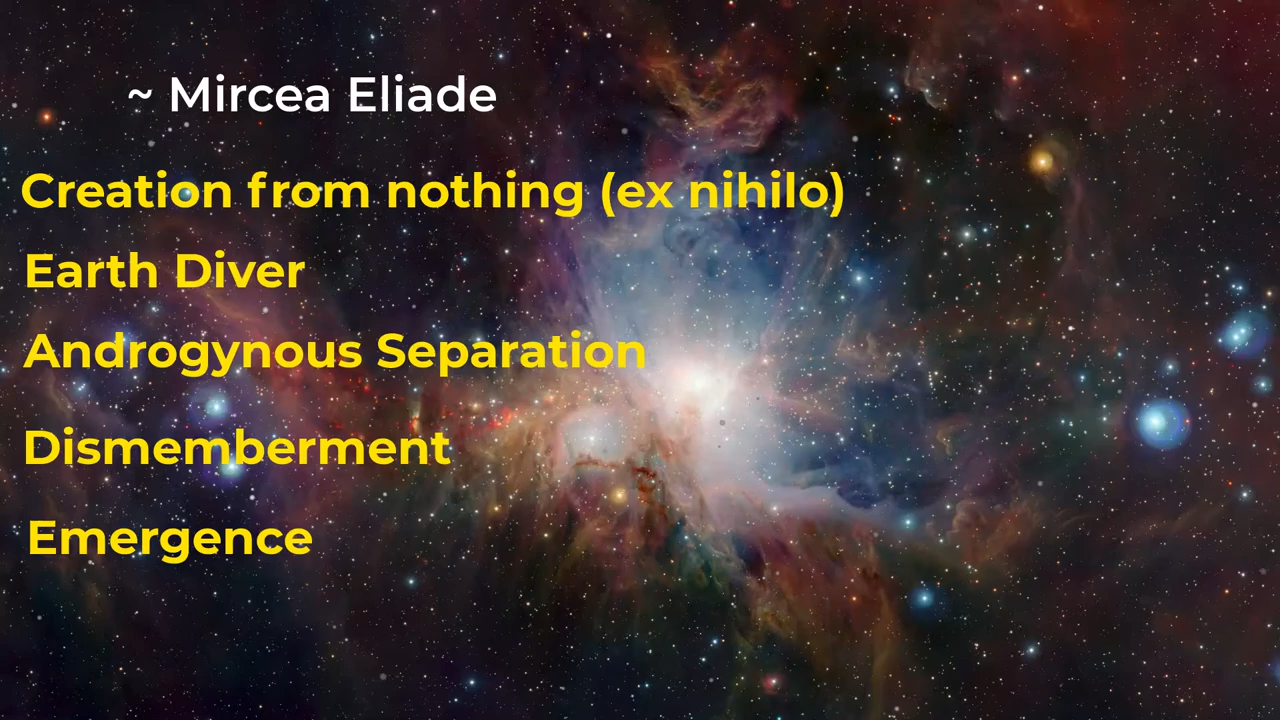 ~ Mircea Eliade
Creation from nothing (ex nihilo)
Earth Diver
Androgynous Separation
Dismemberment
Emergence